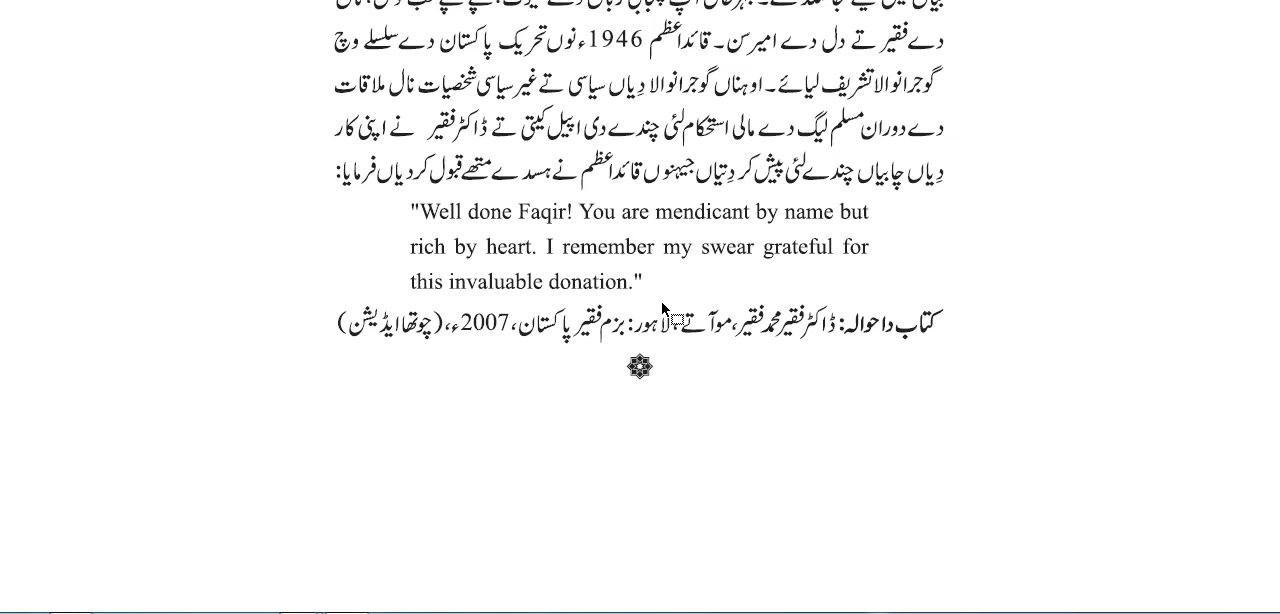 دے فقیر تے دل دے امیر سن۔ قائداعظم 1946ء نوں تحریک پاکستان دے سلسلے وچ
گوجرانوالا تشریف لیائے۔ اوہناں گوجرانوالا دِیاں سیاسی تے غیر سیاسی شخصیات نال ملاقات
دے دوران مسلم لیگ دے مالی استحکام لئی چندے دی اپیل کیتی تے ڈاکٹر فقیر نے اپنی کار
دِیاں چابیاں چندے لئی پیش کر دِتیاں جیہنوں قائداعظم نے ہسدے متھے قبول کردیاں فرمایا:
"Well done Faqir! You are mendicant by name but
rich by heart. I remember my swear grateful for
this invaluable donation."
کتاب دا حوالہ: ڈاکٹر فقیر محمد فقیر، موآتے، لاہور: بزم فقیر پاکستان، 2007ء، (چوتھا ایڈیشن)